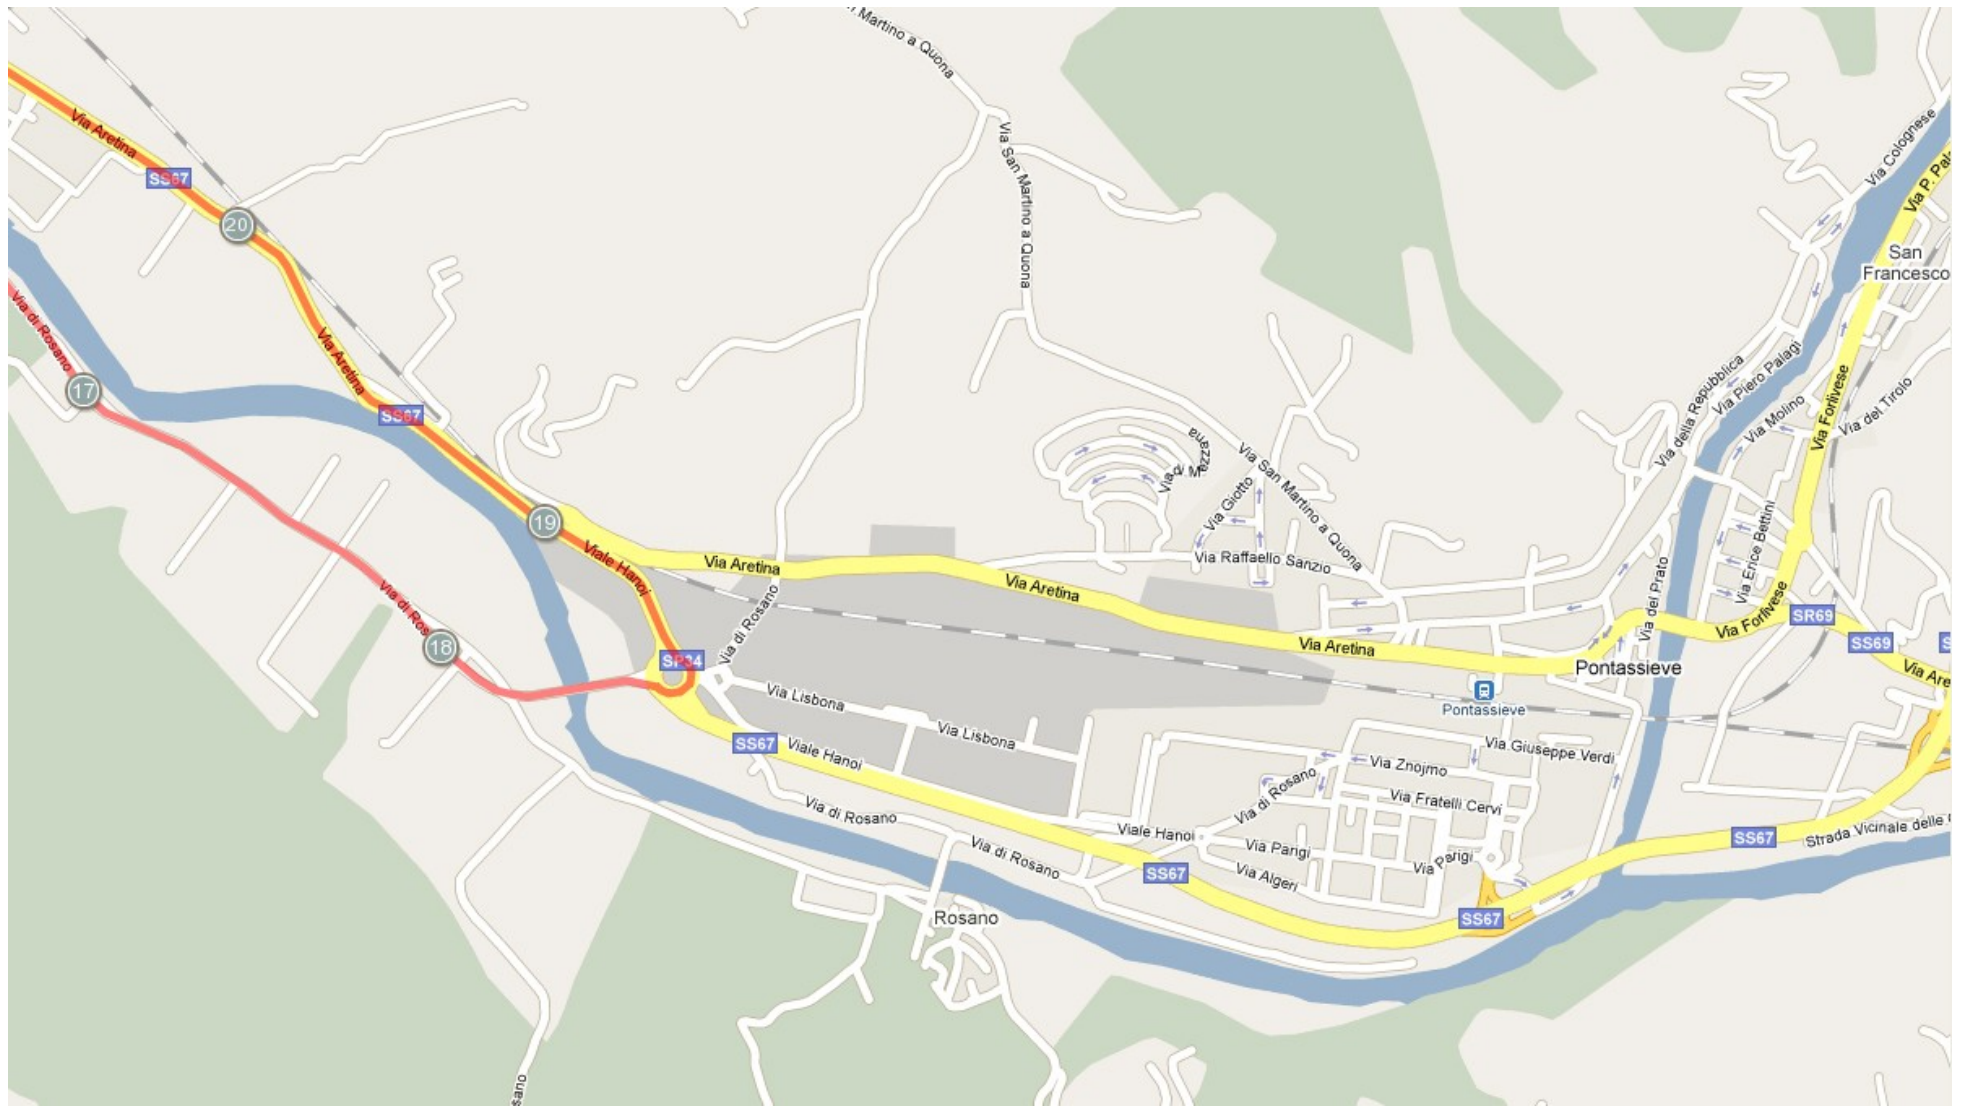 San Martino a Quona
Via Colognese
Via Aretina
SS67
Via San Martino a Quona
Via P. Pala
20
San
Francesco
Via di Rosano
Via Aretina
17
SS67
Via della Repubblica
Via Piero Palagi
Via Forlivese
Via del Tirolo
Via Molino
Via di Mezzana
Via San Martino a Quona
Via Giotto
19
Viale Hanoi
Via Aretina
Via Raffaello Sanzio
Via Erice Bettini
Via del Prato
Via Aretina
Via di Rosano
Via di Ros
18
Via Forlivese
SR69
SS69
S
Via Aretina
SP34
Pontassieve
Via Are
Via Lisbona
Pontassieve
Via Lisbona
SS67
Viale Hanoi
Via Giuseppe Verdi
Via Znojmo
Via di Rosano
Via Fratelli Cervi
Via di Rosano
Viale Hanoi
SS67
Strada Vicinale delle
Via Parigi
Via di Rosano
Via Parigi
SS67
Via Algeri
Rosano
SS67
sano